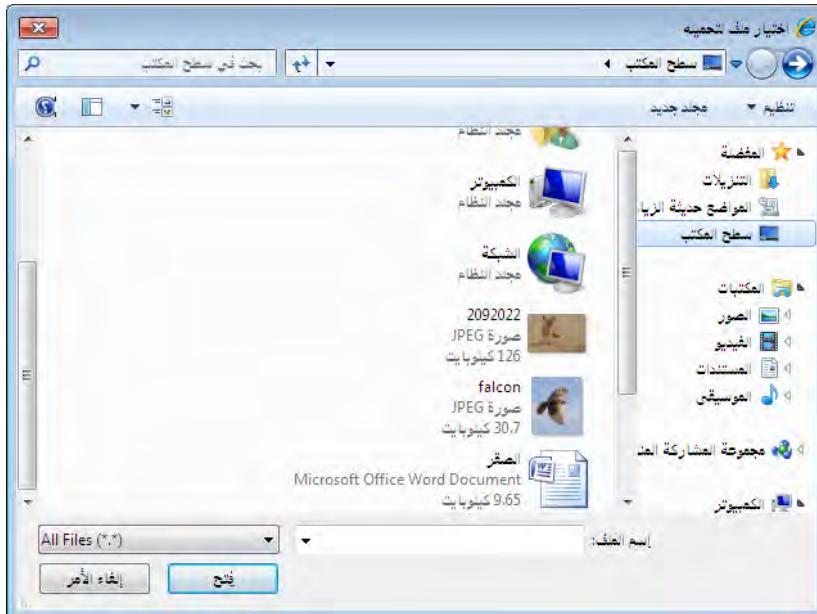 اختيار ملف لتحميله
سطح المكتب
بحث في سطح المكتب
تنظيم
مجلد جديد
المفضلة
التنزيلات
المواضع حديثة الزيا
سطح المكتب
المكتبات
الصور
الفيديو
المستندات
الموسيقى
مجموعة المشاركة المنز
الكمبيوتر
مجلد النظام
الكمبيوتر
مجلد النظام
الشبكة
مجلد النظام
2092022
صورة JPEG
126 كيلوبايت
falcon
صورة JPEG
30.7 كيلوبايت
الصقر
Microsoft Office Word Document
9.65 كيلوبايت
إسم الملف:
All Files (*.*)
فتح
إلغاء الأمر